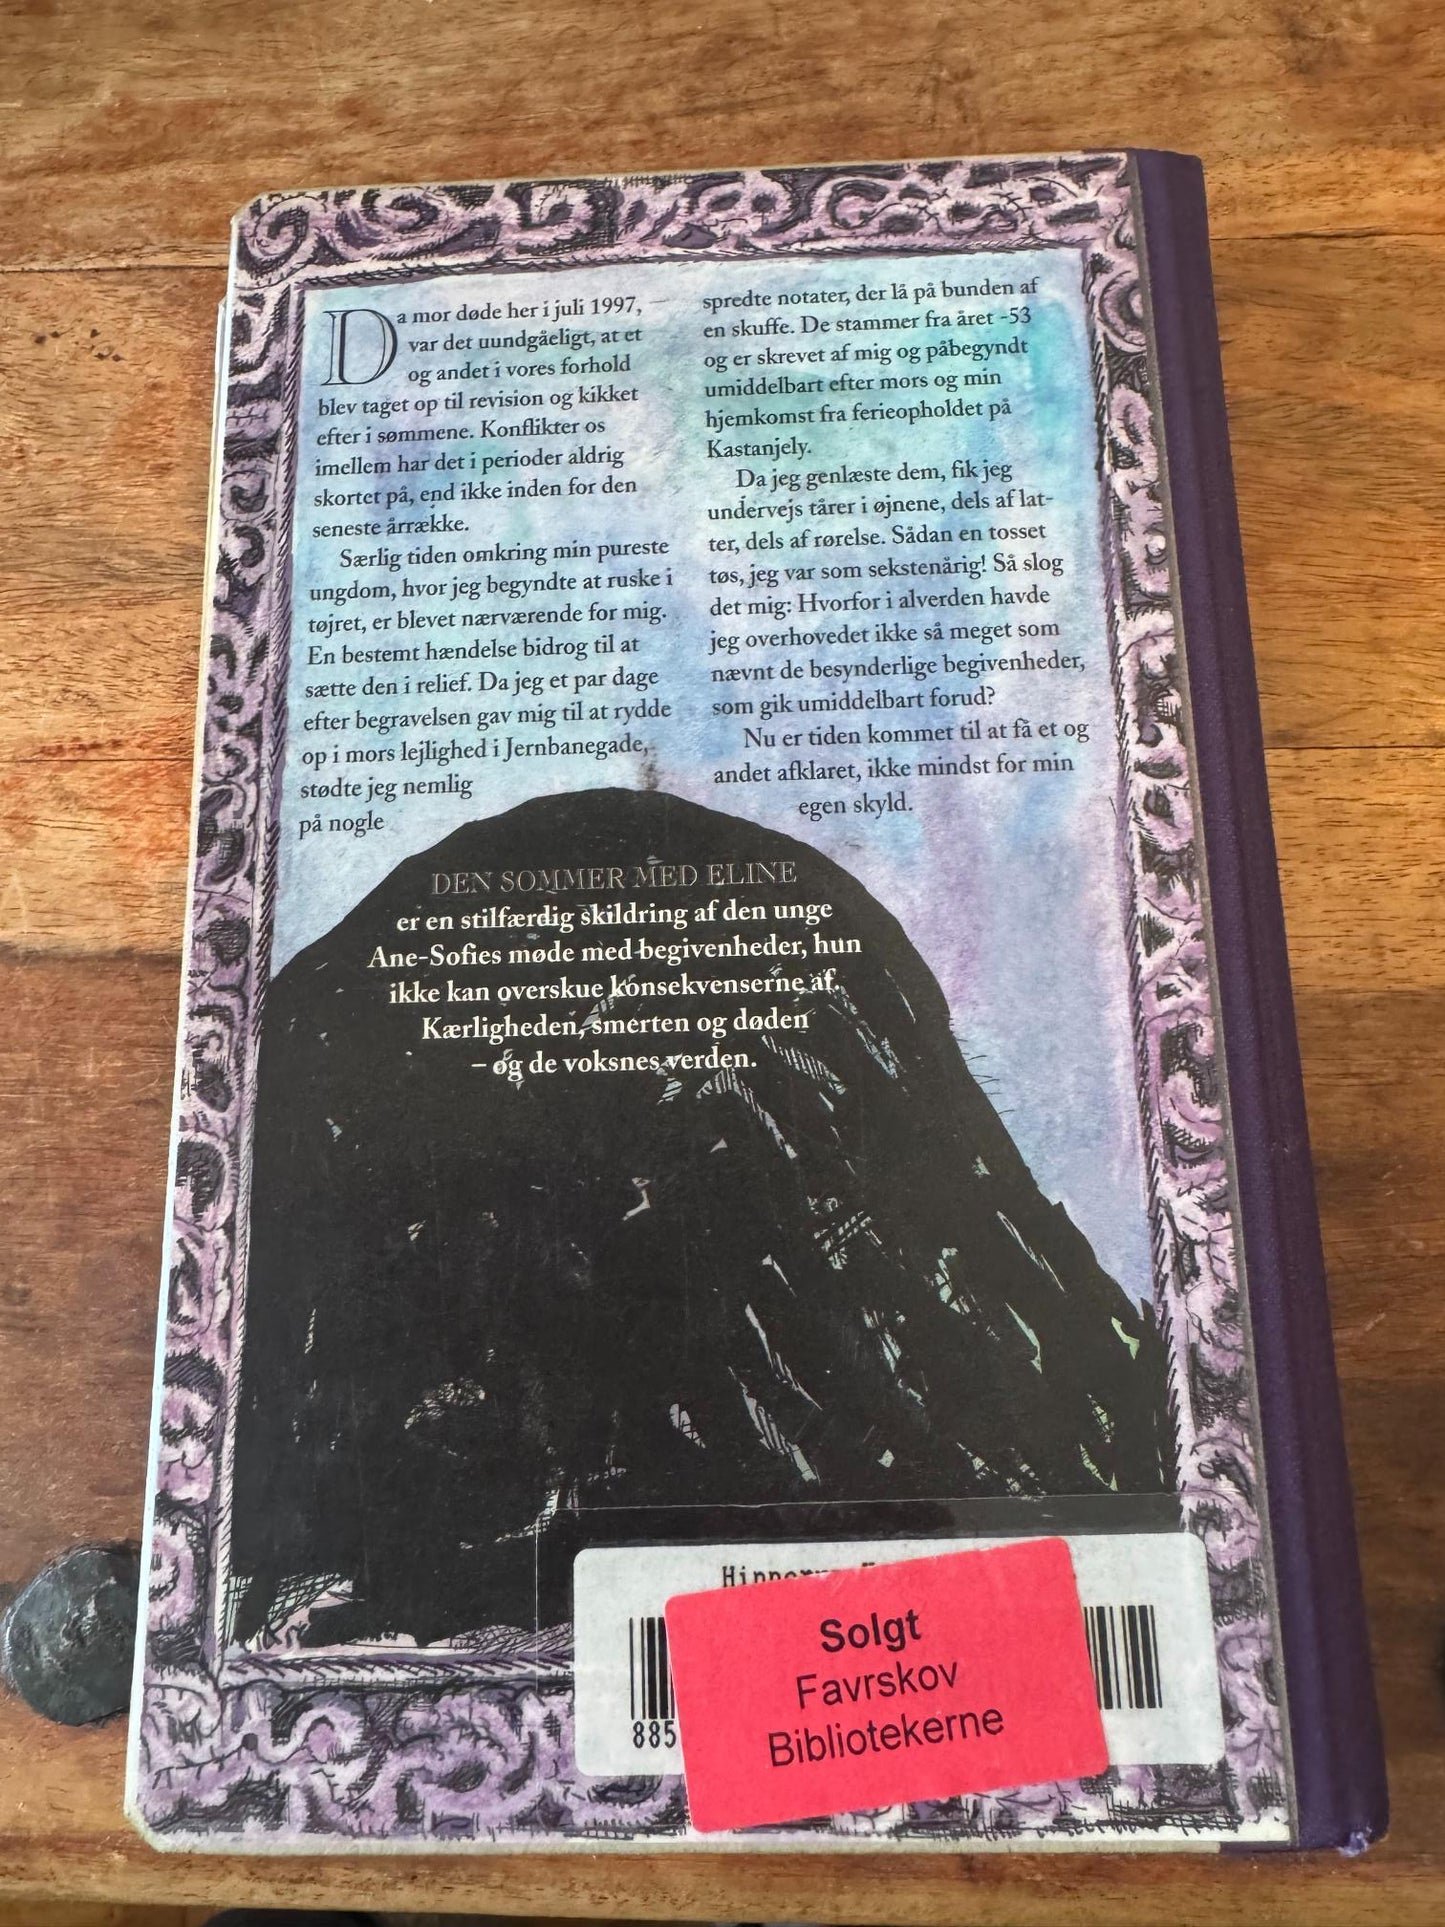 Da mor døde her i juli 1997, –
var det uundgåeligt, at et
og andet i vores forhold
blev taget op til revision og kikket
efter i sømmene. Konflikter os
imellem har det i perioder aldrig
skortet på, end ikke inden for den
seneste årrække.
Særlig tiden omkring min pureste
ungdom, hvor jeg begyndte at ruske i
tøjret, er blevet nærværende for mig.
En bestemt hændelse bidrog til at
sætte den i relief. Da jeg et par dage
efter begravelsen gav mig til at rydde
op i mors lejlighed i Jernbanegade,
stødte jeg nemlig
på nogle
spredte notater, der lå på bunden af
en skuffe. De stammer fra året -53
og er skrevet af mig og påbegyndt
umiddelbart efter mors og min
hjemkomst fra ferieopholdet på
Kastanjely.
Da jeg genlæste dem, fik jeg
undervejs tårer i øjnene, dels af lat-
ter, dels af rørelse. Sådan en tosset
tøs, jeg var som sekstenårig! Så slog
det mig: Hvorfor i alverden havde
jeg overhovedet ikke så meget som
nævnt de besynderlige begivenheder,
som gik umiddelbart forud?
Nu er tiden kommet til at få et og
andet afklaret, ikke mindst for min
egen skyld.
DEN SOMMER MED ELINE
er en stilfærdig skildring af den unge
Ane-Sofies møde med begivenheder, hun
ikke kan overskue konsekvenserne af.
Kærligheden, smerten og døden
– og de voksnes verden.
885
Solgt
Favrskov
Bibliotekerne